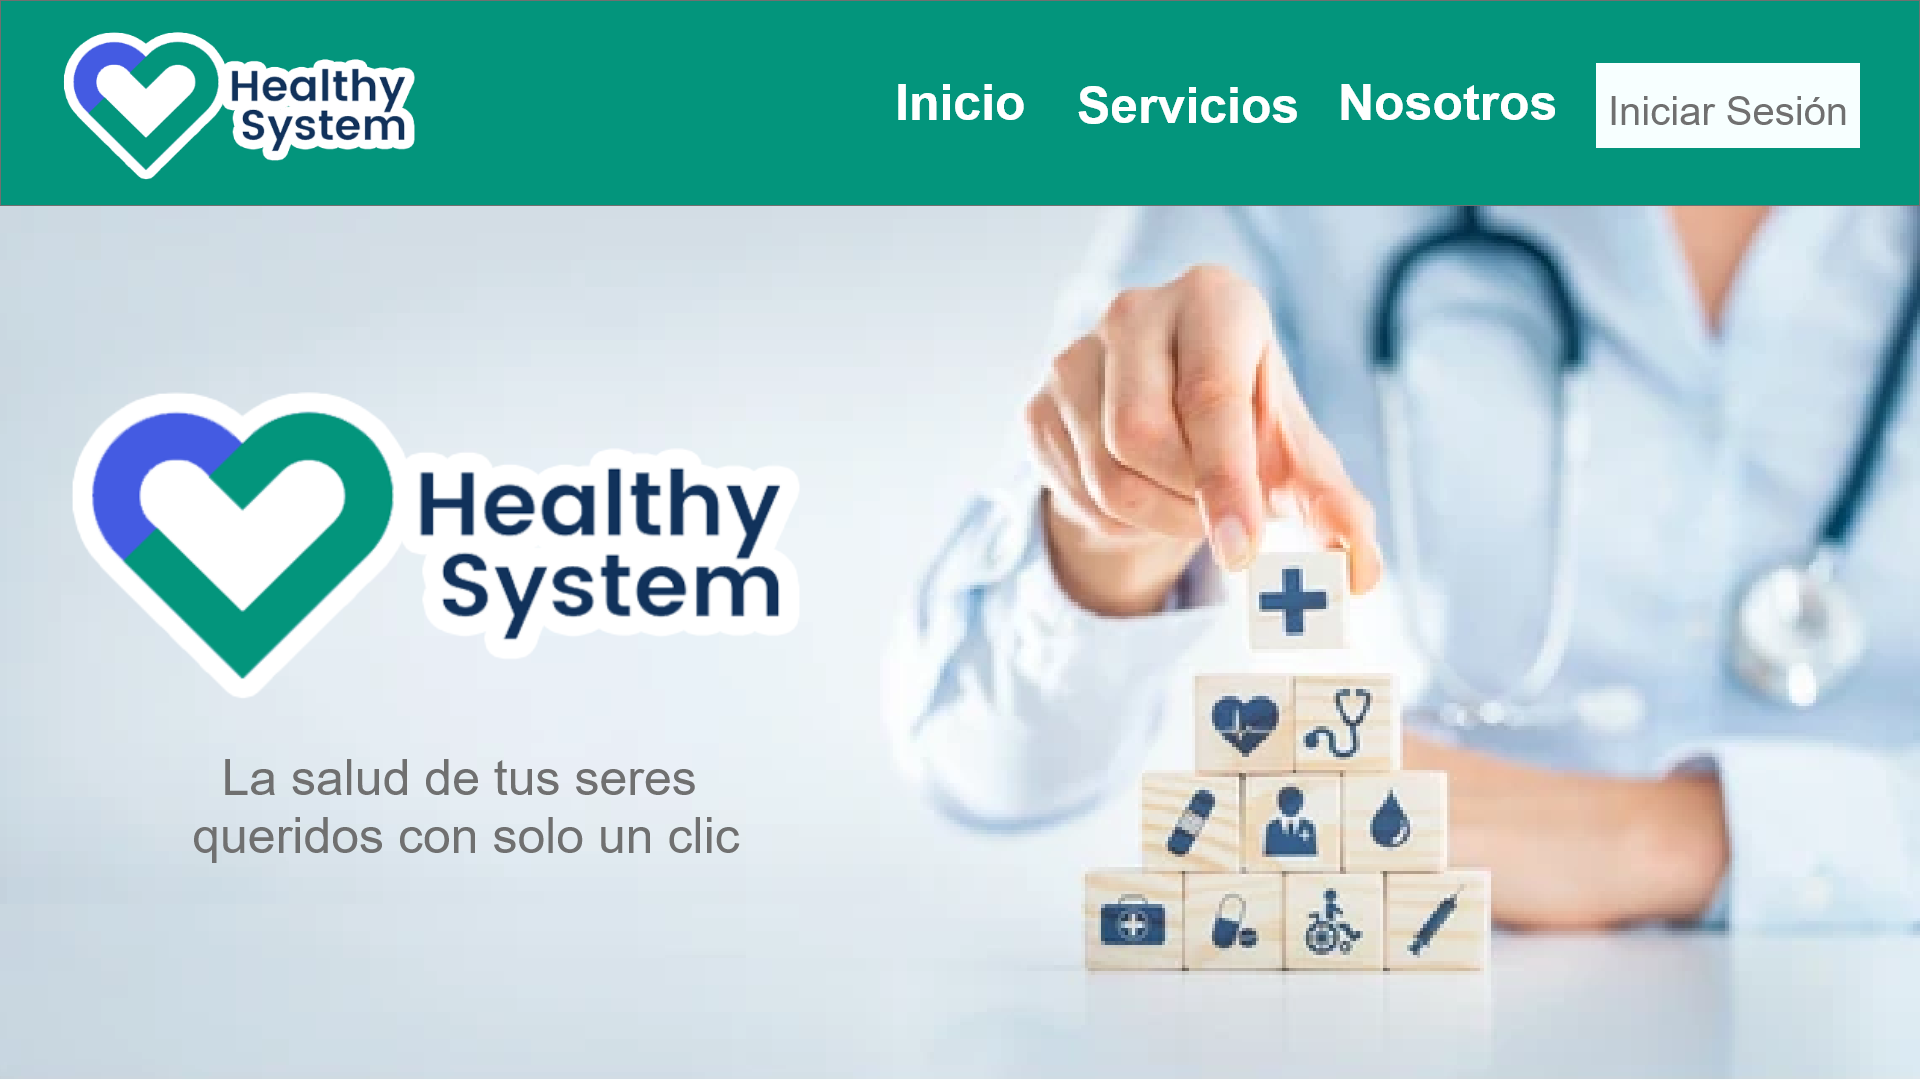 Healthy
System
Inicio
Servicios
Nosotros
Iniciar Sesión
Healthy
System
La salud de tus seres
queridos con solo un clic